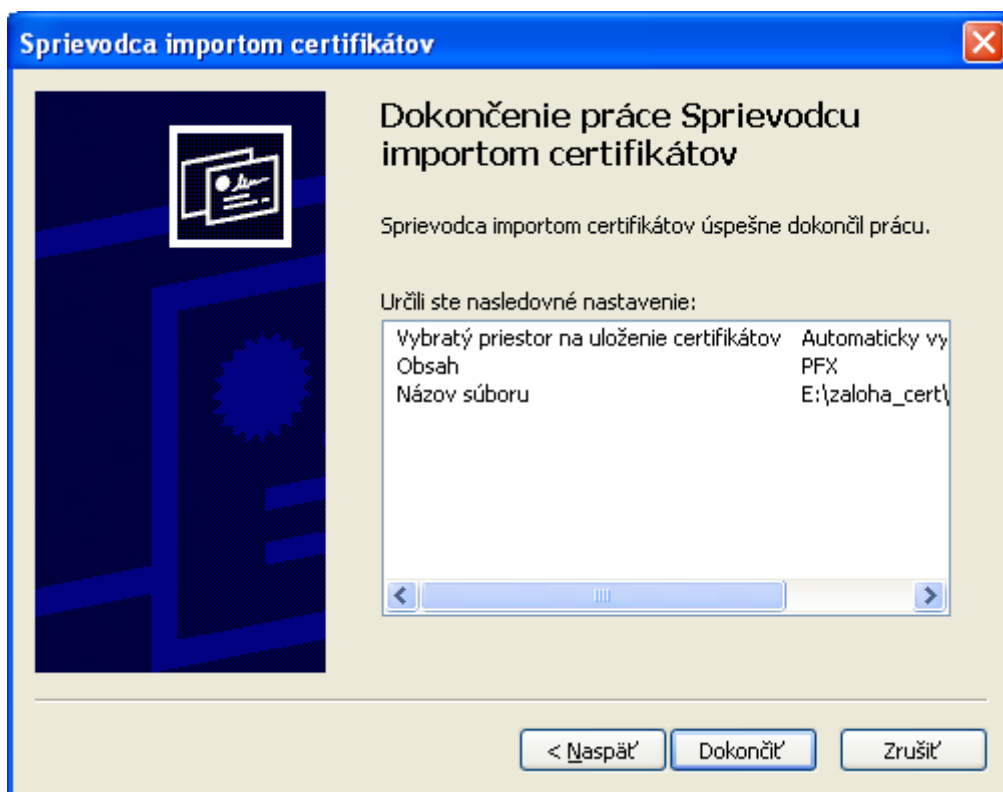 Sprievodca importom certifikátov
Dokončenie práce Sprievodcu
importom certifikátov
Sprievodca importom certifikátov úspešne dokončil prácu.
Určili ste nasledovné nastavenie:
Vybratý priestor na uloženie certifikátov Automaticky vy
Obsah PFX
Názov súboru E:\zaloha_cert\
< Naspäť Dokončiť Zrušiť